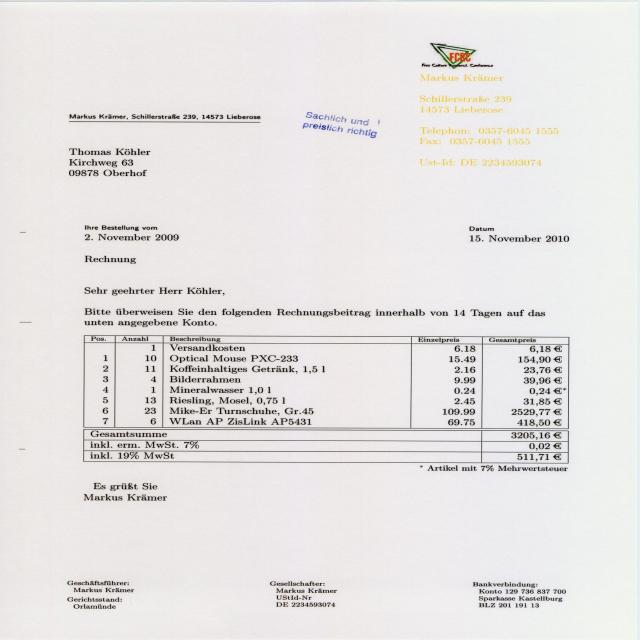 FCRC
Free Culture Research Conference
Markus Krämer
Schillerstraße 239
14573 Lieberose
Telephon: 0357-6045 1555
Fax: 0357-6045 1555
Ust-Id: DE 2234593074
Markus Krämer, Schillerstraße 239, 14573 Lieberose
Sachlich und
preislich richtig
Thomas Köhler
Kirchweg 63
09878 Oberhof
Ihre Bestellung vom Datum
2. November 2009 15. November 2010
Rechnung
Sehr geehrter Herr Köhler,
Bitte überweisen Sie den folgenden Rechnungsbeitrag innerhalb von 14 Tagen auf das
unten angegebene Konto.
Pos. Anzahl Beschreibung Einzelpreis Gesamtpreis
1 Versandkosten 6.18 6,18 €
1 10 Optical Mouse PXC-233 15.49 154,90 €
2 11 Koffeinhaltiges Getränk, 1,5 l 2.16 23,76 €
3 4 Bilderrahmen 9.99 39,96 €
4 1 Mineralwasser 1,0 l 0.24 0,24 €*
5 13 Riesling, Mosel, 0,75 l 2.45 31,85 €
6 23 Mike-Er Turnschuhe, Gr.45 109.99 2529,77 €
7 6 WLan AP ZisLink AP5431 69.75 418,50 €
Gesamtsumme 3205,16 €
inkl. erm. MwSt. 7% 0,02 €
inkl. 19% MwSt 511,71 €
* Artikel mit 7% Mehrwertsteuer
Es grüßt Sie
Markus Krämer
Geschäftsführer:
Markus Krämer
Gerichtsstand:
Orlamünde
Gesellschafter:
Markus Krämer
UStId-Nr
DE 2234593074
Bankverbindung:
Konto 129 736 837 700
Sparkasse Kastellburg
BLZ 201 191 13